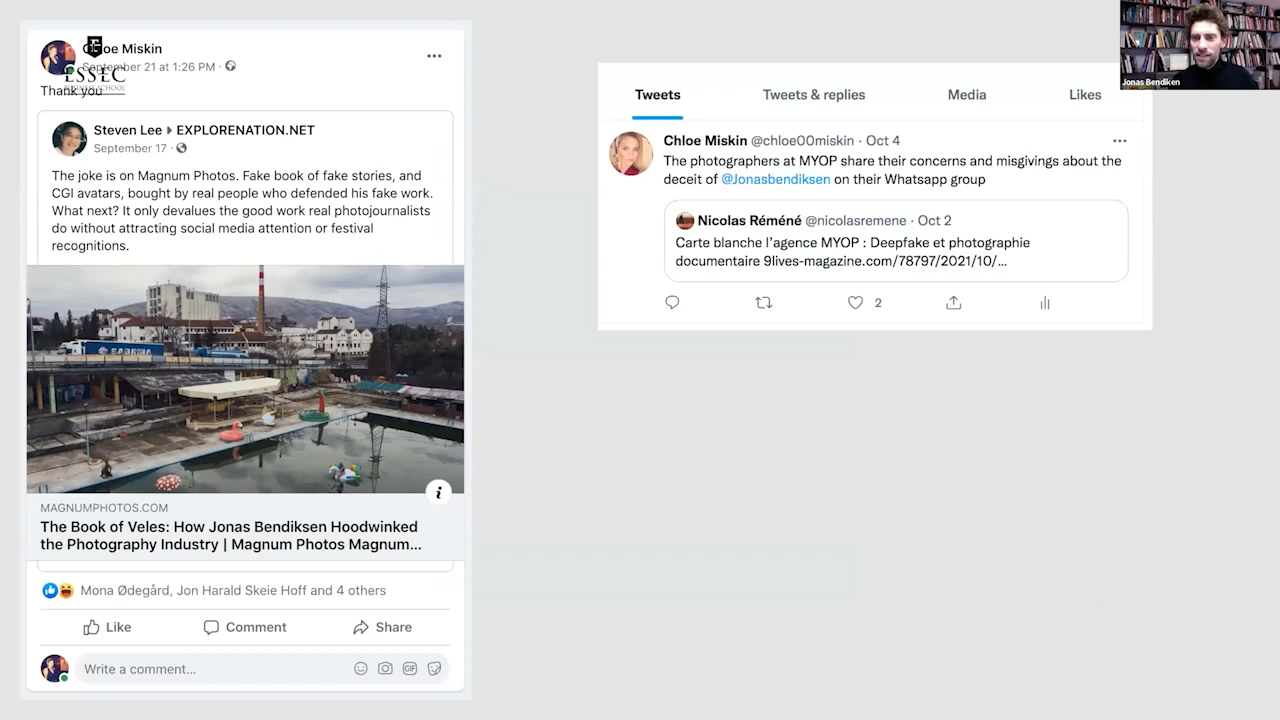 Chloe Miskin
September 21 at 1:26 PM ·
ESSEC
BUSINESS SCHOOL
Thank you
Steven Lee EXPLORENATION.NET
September 17 ·
The joke is on Magnum Photos. Fake book of fake stories, and
CGI avatars, bought by real people who defended his fake work.
What next? It only devalues the good work real photojournalists
do without attracting social media attention or festival
recognitions.
SABRINA
MAGNUMPHOTOS.COM
The Book of Veles: How Jonas Bendiksen Hoodwinked
the Photography Industry | Magnum Photos Magnum...
Mona Ødegård, Jon Harald Skeie Hoff and 4 others
Like Comment Share
Write a comment...
GIF
Tweets Tweets & replies Media Likes
Chloe Miskin @chloe00miskin · Oct 4
The photographers at MYOP share their concerns and misgivings about the
deceit of @Jonasbendiksen on their Whatsapp group
Nicolas Réméné @nicolasremene · Oct 2
Carte blanche l'agence MYOP : Deepfake et photographie
documentaire 9lives-magazine.com/78797/2021/10/...
2
Jonas Bendiken